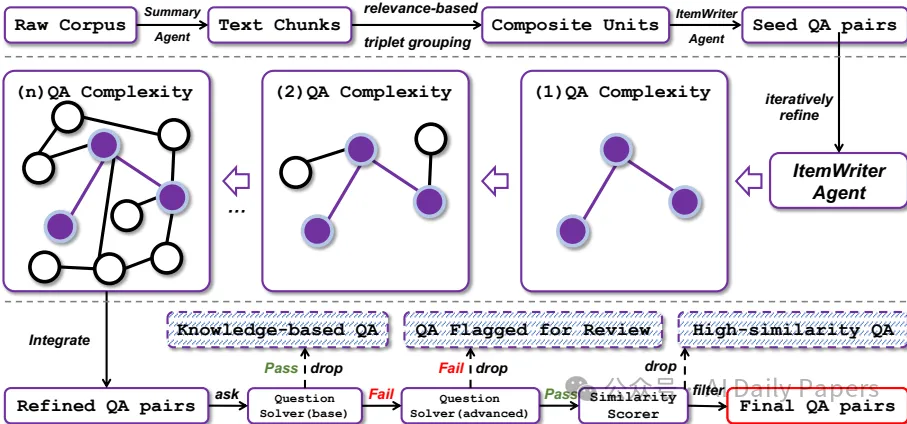 Raw Corpus
Summary
Agent
Text Chunks
relevance-based
triplet grouping
Composite Units
ItemWriter
Agent
Seed QA pairs
(n)QA Complexity
(2)QA Complexity
(1)QA Complexity
iteratively
refine
ItemWriter
Agent
...
Integrate
Knowledge-based QA
QA Flagged for Review
High-similarity QA
Pass drop
Fail drop
drop
Refined QA pairs
ask
Question
Solver(base)
Fail
Question
Solver(advanced)
Pass
Similarity
Scorer
filter
Final QA pairs
公众号 · AI Daily Papers